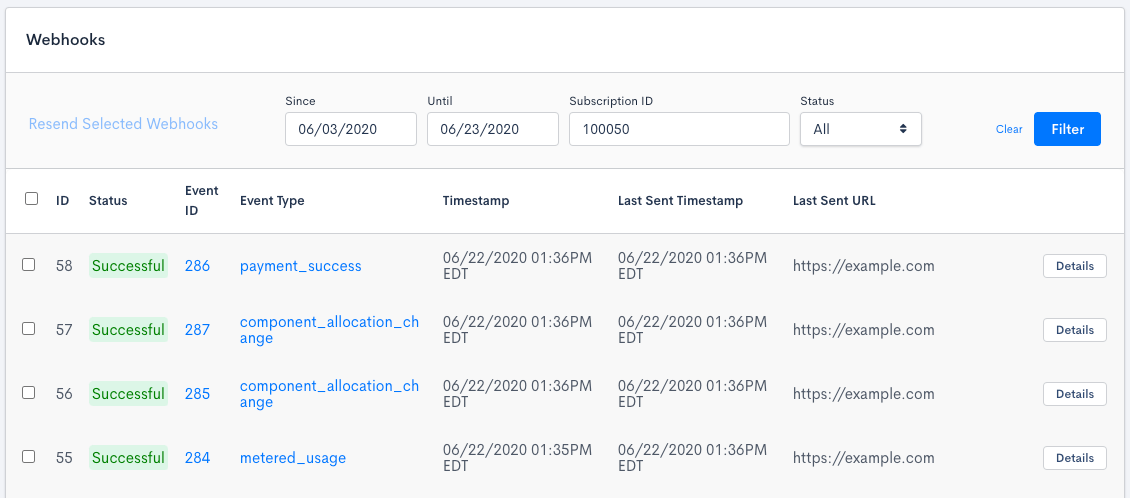 Webhooks
Resend Selected Webhooks
Since
Until
Subscription ID
Status
06/03/2020
06/23/2020
100050
All
Clear
Filter
ID
Status
Event
ID
Event Type
Timestamp
Last Sent Timestamp
Last Sent URL
58 Successful 286 payment_success 06/22/2020 01:36PM 06/22/2020 01:36PM https://example.com Details
EDT EDT
57 Successful 287 component_allocation_ch 06/22/2020 01:36PM 06/22/2020 01:36PM https://example.com Details
ange EDT EDT
56 Successful 285 component_allocation_ch 06/22/2020 01:36PM 06/22/2020 01:36PM https://example.com Details
ange EDT EDT
55 Successful 284 metered_usage 06/22/2020 01:35PM 06/22/2020 01:36PM https://example.com Details
EDT EDT